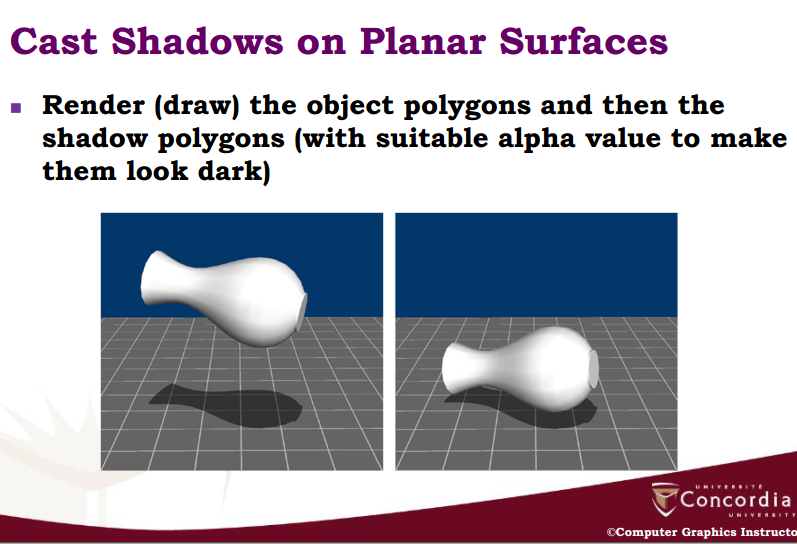 Cast Shadows on Planar Surfaces
Render (draw) the object polygons and then the
shadow polygons (with suitable alpha value to make
them look dark)
UNIVERSITÉ
Concordia
UNIVERSITY
©Computer Graphics Instructo